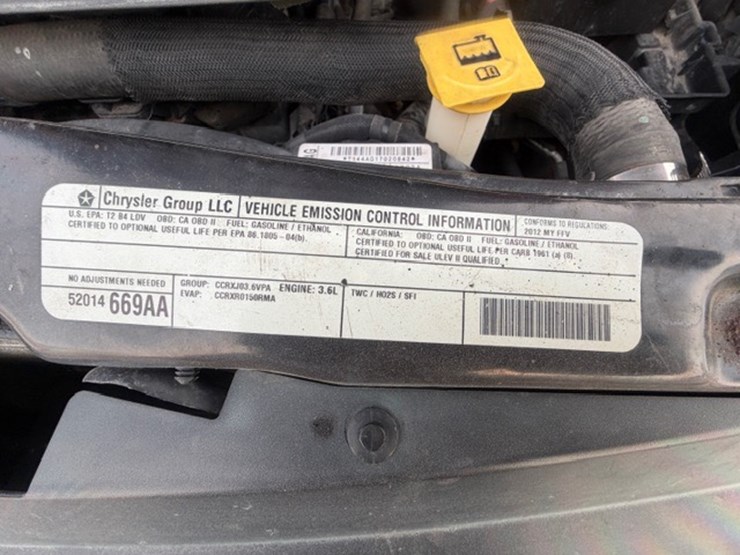 Chrysler Group LLC
VEHICLE EMISSION CONTROL INFORMATION
CONFORMS TO REGULATIONS:
2012 MY FFV
U.S. EPA: 12 B4 LDV OBD: CA OBD II FUEL: GASOLINE / ETHANOL
CERTIFIED TO OPTIONAL USEFUL LIFE PER EPA 86.1805-04(b).
CALIFORNIA: OBD: CA OBD II FUEL: GASOLINE / ETHANOL
CERTIFIED TO OPTIONAL USEFUL LIFE PER CARB 1961 (a) (8).
CERTIFIED FOR SALE ULEV II QUALIFIED.
NO ADJUSTMENTS NEEDED
52014 669AA
GROUP: CCRXJ03.6VPA ENGINE: 3.6L
EVAP: CCRXR0150RMA
TWC / HO2S / SFI